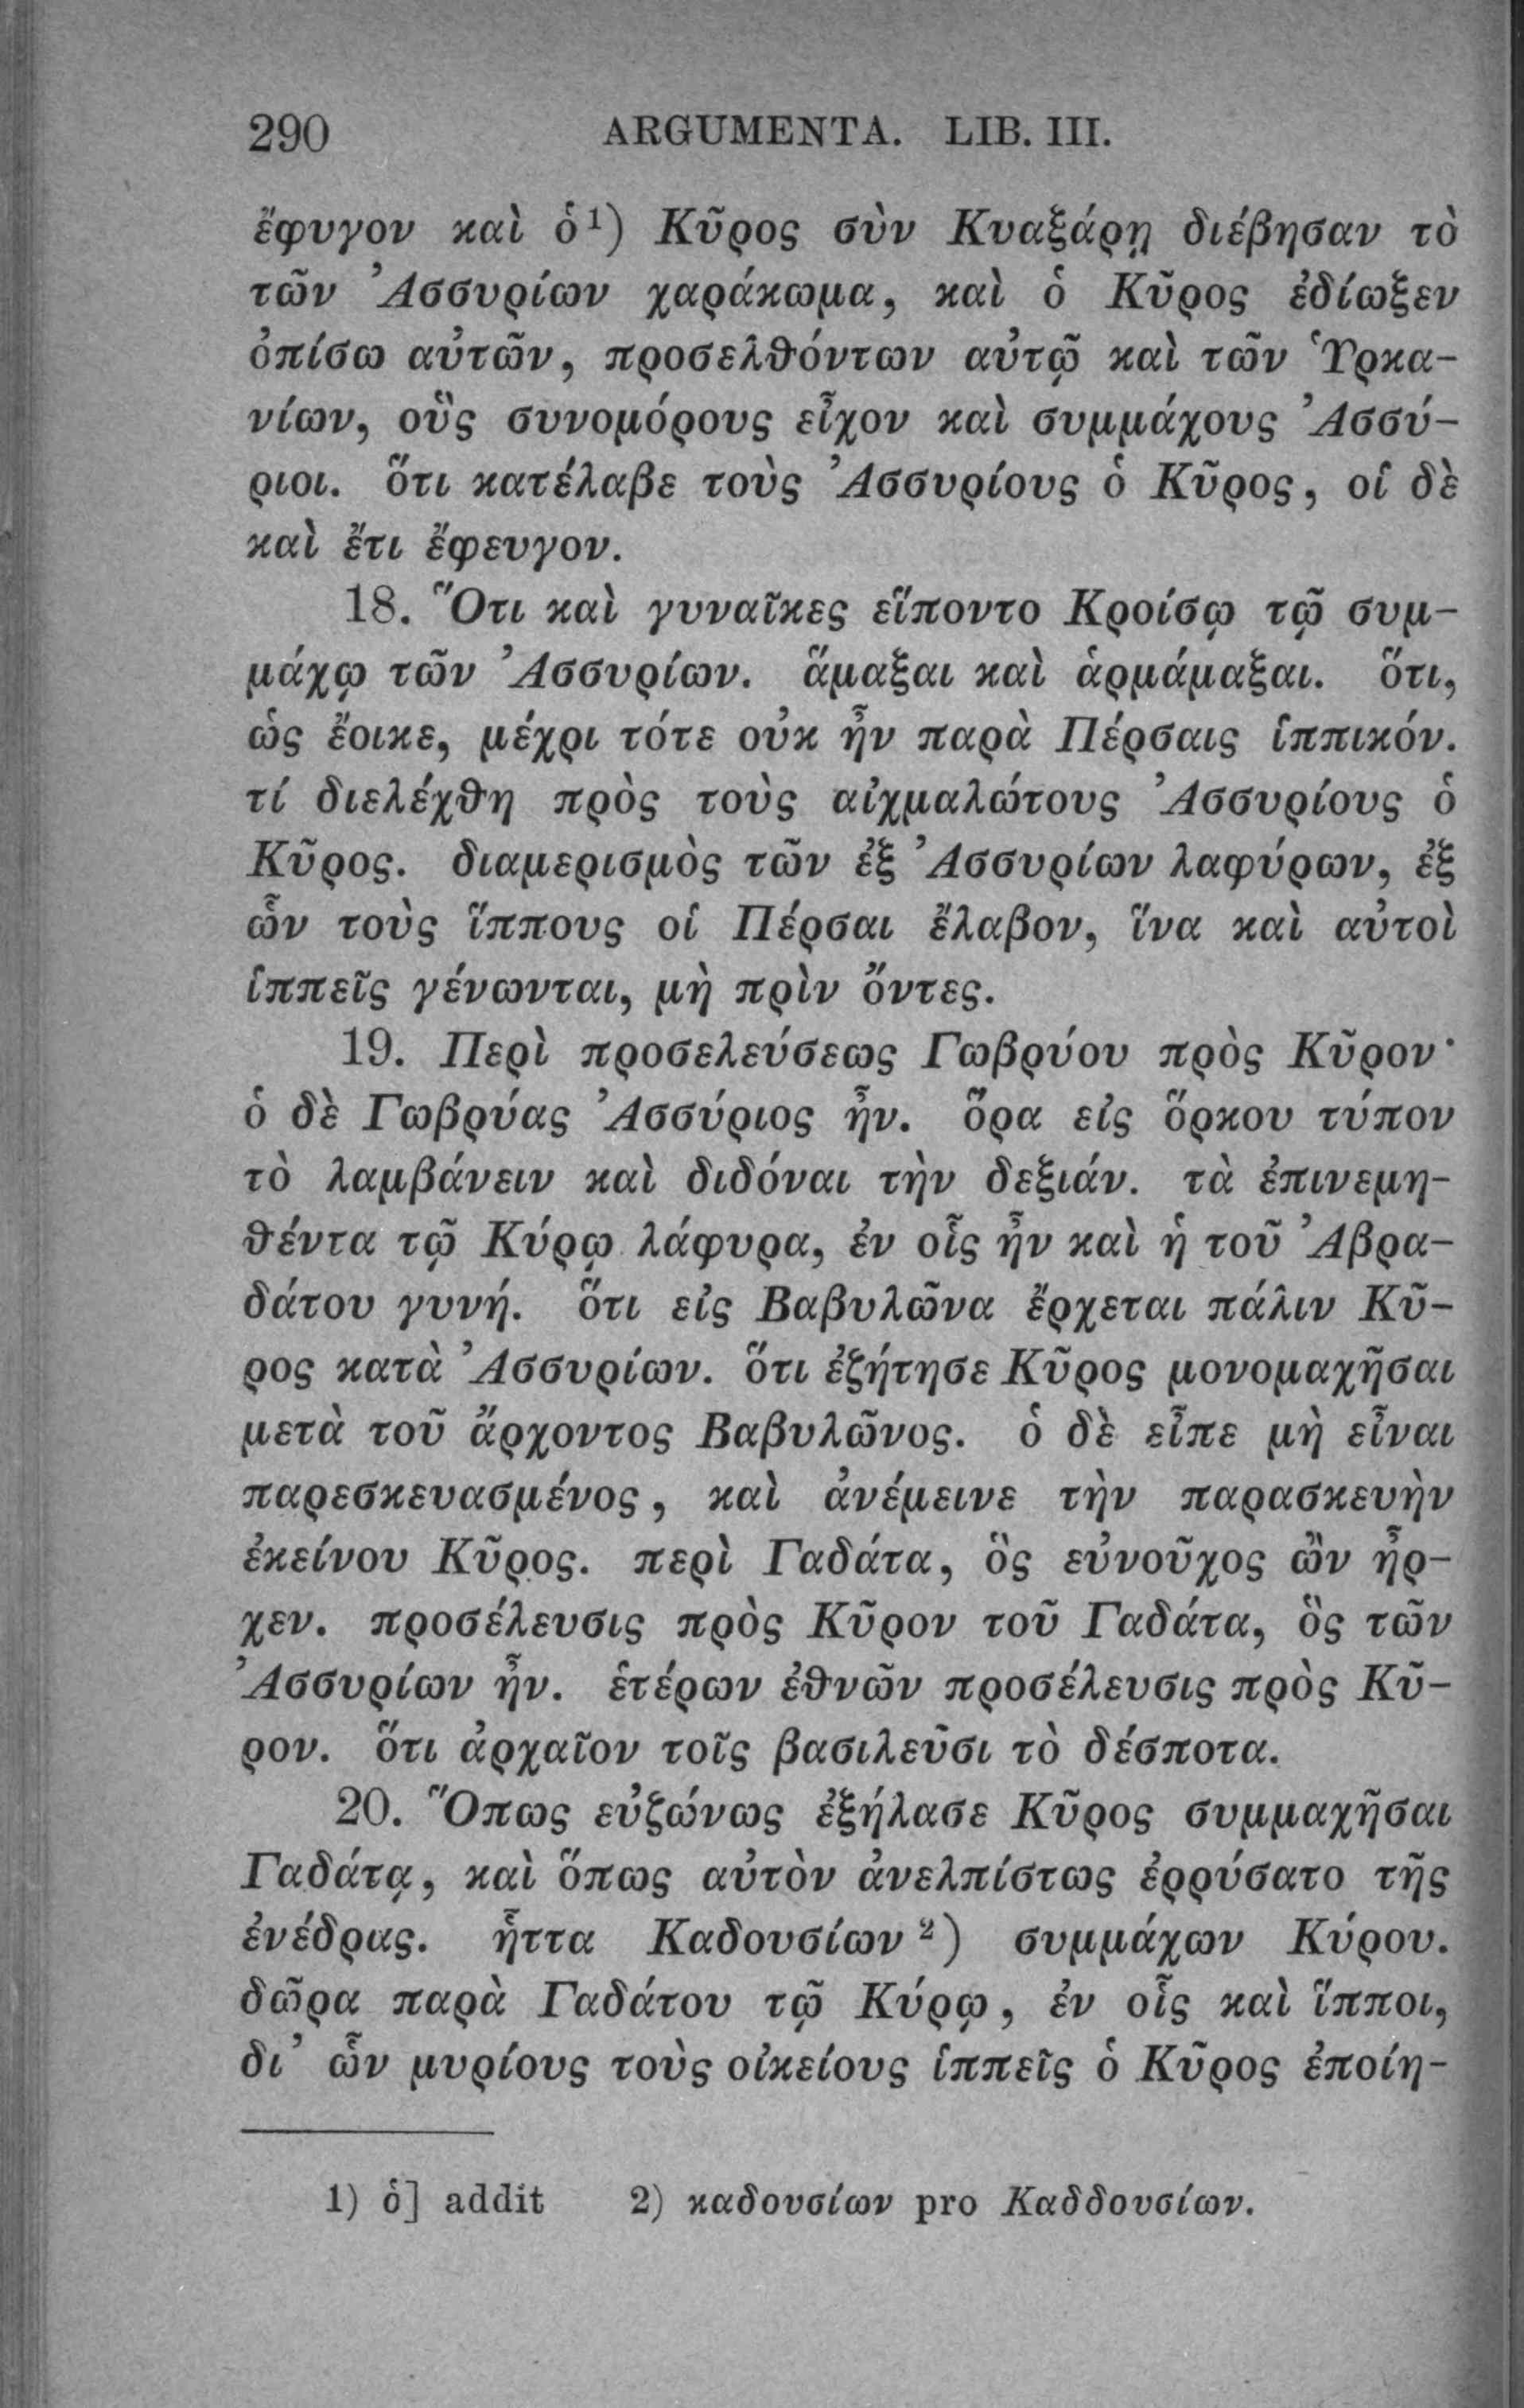 290 ARGUMENTA. LIB. III.
ἔφυγον καὶ ὁ¹) Κῦρος σὺν Κυαξάρῃ διέβησαν τὸ
τῶν Ἀσσυρίων χαράκωμα, καὶ ὁ Κῦρος ἐδίωξεν
ὀπίσω αὐτῶν, προσελθόντων αὐτῷ καὶ τῶν Ὑρκα-
νίων, οὓς συνομόρους εἶχον καὶ συμμάχους Ἀσσύ-
ριοι. ὅτι κατέλαβε τοὺς Ἀσσυρίους ὁ Κῦρος, οἱ δὲ
καὶ ἔτι ἔφευγον.
18. Ὅτι καὶ γυναῖκες εἵποντο Κροίσῳ τῷ συμ-
μάχῳ τῶν Ἀσσυρίων. ἅμαξαι καὶ ἁρμάμαξαι. ὅτι,
ὡς ἔοικε, μέχρι τότε οὐκ ἦν παρὰ Πέρσαις ἱππικόν.
τί διελέχθη πρὸς τοὺς αἰχμαλώτους Ἀσσυρίους ὁ
Κῦρος. διαμερισμὸς τῶν ἐξ Ἀσσυρίων λαφύρων, ἐξ
ὧν τοὺς ἵππους οἱ Πέρσαι ἔλαβον, ἵνα καὶ αὐτοὶ
ἱππεῖς γένωνται, μὴ πρὶν ὄντες.
19. Περὶ προσελεύσεως Γωβρύου πρὸς Κῦρον·
ὁ δὲ Γωβρύας Ἀσσύριος ἦν. ὅρα εἰς ὅρκου τύπον
τὸ λαμβάνειν καὶ διδόναι τὴν δεξιάν. τὰ ἐπινεμη-
θέντα τῷ Κύρῳ λάφυρα, ἐν οἷς ἦν καὶ ἡ τοῦ Ἀβρα-
δάτου γυνή. ὅτι εἰς Βαβυλῶνα ἔρχεται πάλιν Κῦ-
ρος κατὰ Ἀσσυρίων. ὅτι ἐζήτησε Κῦρος μονομαχῆσαι
μετὰ τοῦ ἄρχοντος Βαβυλῶνος. ὁ δὲ εἶπε μὴ εἶναι
παρεσκευασμένος, καὶ ἀνέμεινε τὴν παρασκευὴν
ἐκείνου Κῦρος. περὶ Γαδάτα, ὃς εὐνοῦχος ὢν ἦρ-
χεν. προσέλευσις πρὸς Κῦρον τοῦ Γαδάτα, ὃς τῶν
Ἀσσυρίων ἦν. ἑτέρων ἐθνῶν προσέλευσις πρὸς Κῦ-
ρον. ὅτι ἀρχαῖον τοῖς βασιλεῦσι τὸ δέσποτα.
20. Ὅπως εὐζώνως ἐξήλασε Κῦρος συμμαχῆσαι
Γαδάτᾳ, καὶ ὅπως αὐτὸν ἀνελπίστως ἐρρύσατο τῆς
ἐνέδρας. ἧττα Καδουσίων²) συμμάχων Κύρου.
δῶρα παρὰ Γαδάτου τῷ Κύρῳ, ἐν οἷς καὶ ἵπποι,
δι’ ὧν μυρίους τοὺς οἰκείους ἱππεῖς ὁ Κῦρος ἐποίη-
1) ὁ] addit 2) καδουσίων pro Καδδουσίων.